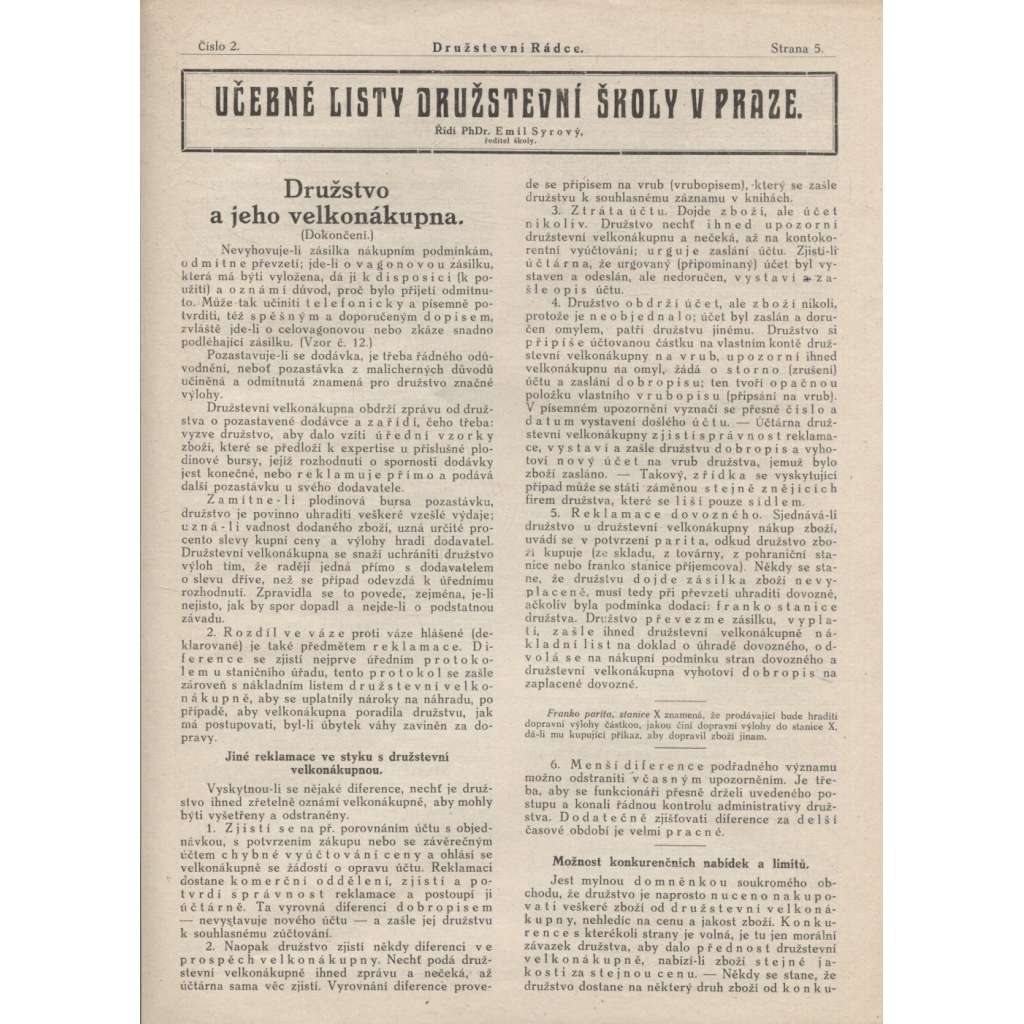 Číslo 2.
Družstevní Rádce.
Strana 5.
UČEBNÉ LISTY DRUŽSTEVNÍ ŠKOLY V PRAZE.
Řídí PhDr. Emil Syrový,
ředitel školy.
Družstvo
a jeho velkonákupna.
(Dokončení.)
Nevyhovuje-li zásilka nákupním podmínkám,
odmítne převzetí; jde-li o vagonovou zásilku,
která má býti vyložena, dá ji k disposici (k po-
užití) a oznámí důvod, proč bylo přijetí odmítnu-
to. Může tak učiniti telefonicky a písemně po-
tvrditi, též spěšným a doporučeným dopisem,
zvláště jde-li o celovagonovou nebo zkáze snadno
podléhající zásilku. (Vzor č. 12.)
Pozastavuje-li se dodávka, je třeba řádného odů-
vodnění, neboť pozastávka z malicherných důvodů
učiněná a odmítnutá znamená pro družstvo značné
výlohy.
Družstevní velkonákupna obdrží zprávu od druž-
stva o pozastavené dodávce a zařídí, čeho třeba:
vyzve družstvo, aby dalo vzíti úřední vzorky
zboží, které se předloží k expertise u příslušné plo-
dinové bursy, jejíž rozhodnutí o spornosti dodávky
jest konečné, nebo reklamuje přímo a podává
další pozastávku u svého dodavatele.
Zamítne-li plodinová bursa pozastávku,
družstvo je povinno uhraditi veškeré vzešlé výdaje;
uzná-li vadnost dodaného zboží, uzná určité pro-
cento slevy kupní ceny a výlohy hradí dodavatel.
Družstevní velkonákupna se snaží uchrániti družstvo
výloh tím, že raději jedná přímo s dodavatelem
o slevu dříve, než se případ odevzdá k úřednímu
rozhodnutí. Zpravidla se to povede, zejména, je-li
nejisto, jak by spor dopadl a nejde-li o podstatnou
závadu.
2. Rozdíl ve váze proti váze hlášené (de-
klarované) je také předmětem reklamace. Di-
ference se zjistí nejprve úředním protoko-
lem u staničního úřadu, tento protokol se zašle
zároveň s nákladním listem družstevní velko-
nákupně, aby se uplatnily nároky na náhradu, po
případě, aby velkonákupna poradila družstvu, jak
má postupovati, byl-li úbytek váhy zaviněn za do-
pravy.
Jiné reklamace ve styku s družstevní
velkonákupnou.
Vyskytnou-li se nějaké diference, nechť je druž-
stvo ihned zřetelně oznámí velkonákupně, aby mohly
býti vyšetřeny a odstraněny.
1. Zjistí se na př. porovnáním účtu s objed-
návkou, s potvrzením zákupu nebo se závěrečným
účtem chybné vyúčtování ceny a ohlásí se
velkonákupně se žádostí o opravu účtu. Reklamaci
dostane komerční oddělení, zjistí a po-
tvrdí správnost reklamace a postoupí ji
účtárně. Ta vyrovná diferenci dobropisem
— nevystavuje nového účtu — a zašle jej družstvu
k souhlasnému zúčtování.
2. Naopak družstvo zjistí někdy diferenci ve
prospěch velkonákupny. Nechť podá druž-
stevní velkonákupně ihned zprávu a nečeká, až
účtárna sama věc zjistí. Vyrovnání diference prove-
de se přípisem na vrub (vrubopisem), který se zašle
družstvu k souhlasnému záznamu v knihách.
3. Ztráta účtu. Dojde zboží, ale účet
nikoliv. Družstvo nechť ihned upozorní
družstevní velkonákupnu a nečeká, až na kontoko-
rentní vyúčtování; urguje zaslání účtu. Zjistí-li
účtárna, že urgovaný (připomínaný) účet byl vy-
staven a odeslán, ale nedoručen, vystaví a za-
šle opis účtu.
4. Družstvo obdrží účet, ale zboží nikoli,
protože je neobjednalo; účet byl zaslán a doru-
čen omylem, patří družstvu jinému. Družstvo si
připíše účtovanou částku na vlastním kontě druž-
stevní velkonákupny na vrub, upozorní ihned
velkonákupnu na omyl, žádá o storno (zrušení)
účtu a zaslání dobropisu; ten tvoří opačnou
položku vlastního vrubopisu (připsání na vrub).
V písemném upozornění vyznačí se přesně číslo a
datum vystavení došlého účtu. — Účtárna druž-
stevní velkonákupny zjistí správnost reklama-
ce, vystaví a zašle družstvu dobropis a vyho-
toví nový účet na vrub družstva, jemuž bylo
zboží zasláno. — Takový, zřídka se vyskytující
případ může se státi záměnou stejně znějících
firem družstva, které se liší pouze sídlem.
5. Reklamace dovozného. Sjednává-li
družstvo u družstevní velkonákupny nákup zboží,
uvádí se v potvrzení parita, odkud družstvo zbo-
ží kupuje (ze skladu, z továrny, z pohraniční sta-
nice nebo franko stanice příjemcova). Někdy se sta-
ne, že družstvu dojde zásilka zboží nevy-
placeně, musí tedy při převzetí uhraditi dovozné,
ačkoliv byla podmínka dodací: franko stanice
družstva. Družstvo převezme zásilku, vypla-
tí, zašle ihned družstevní velkonákupně ná-
kladní list na doklad o úhradě dovozného, od-
volá se na nákupní podmínku stran dovozného a
družstevní velkonákupna vyhotoví dobropis na
zaplacené dovozné.
Franko parita, stanice X znamená, že prodávající bude hraditi
dopravní výlohy částkou, jakou činí dopravní výlohy do stanice X,
dá-li mu kupující příkaz, aby dopravil zboží jinam.
6. Menší diference podřadného významu
možno odstraniti včasným upozorněním. Je tře-
ba, aby se funkcionáři přesně drželi uvedeného po-
stupu a konali řádnou kontrolu administrativy druž-
stva. Dodatečně zjišťovati diference za delší
časové období je velmi pracné.
Možnost konkurenčních nabídek a limitů.
Jest mylnou domněnkou soukromého ob-
chodu, že družstvo je naprosto nuceno nakupo-
vati veškeré zboží od družstevní velkoná-
kupny, nehledíc na cenu a jakost zboží. Konku-
rence s kterékoli strany je volná, je tu jen morální
závazek družstva, aby dalo přednost družstevní
velkonákupně, nabízí-li zboží stejné ja-
kosti za stejnou cenu. — Někdy se stane, že
družstvo dostane na některý druh zboží od konku-